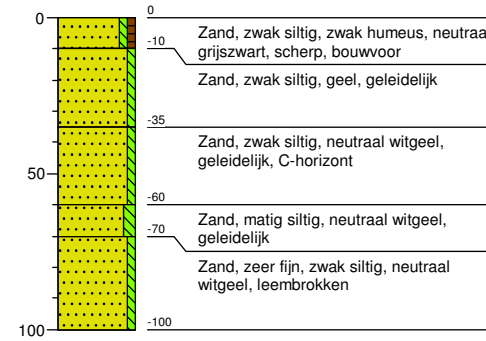 0
0
Zand, zwak siltig, zwak humeus, neutraa
-10
grijszwart, scherp, bouwvoor
Zand, zwak siltig, geel, geleidelijk
-35
Zand, zwak siltig, neutraal witgeel,
geleidelijk, C-horizont
50
-60
Zand, matig siltig, neutraal witgeel,
-70
geleidelijk
Zand, zeer fijn, zwak siltig, neutraal
witgeel, leembrokken
100
-100